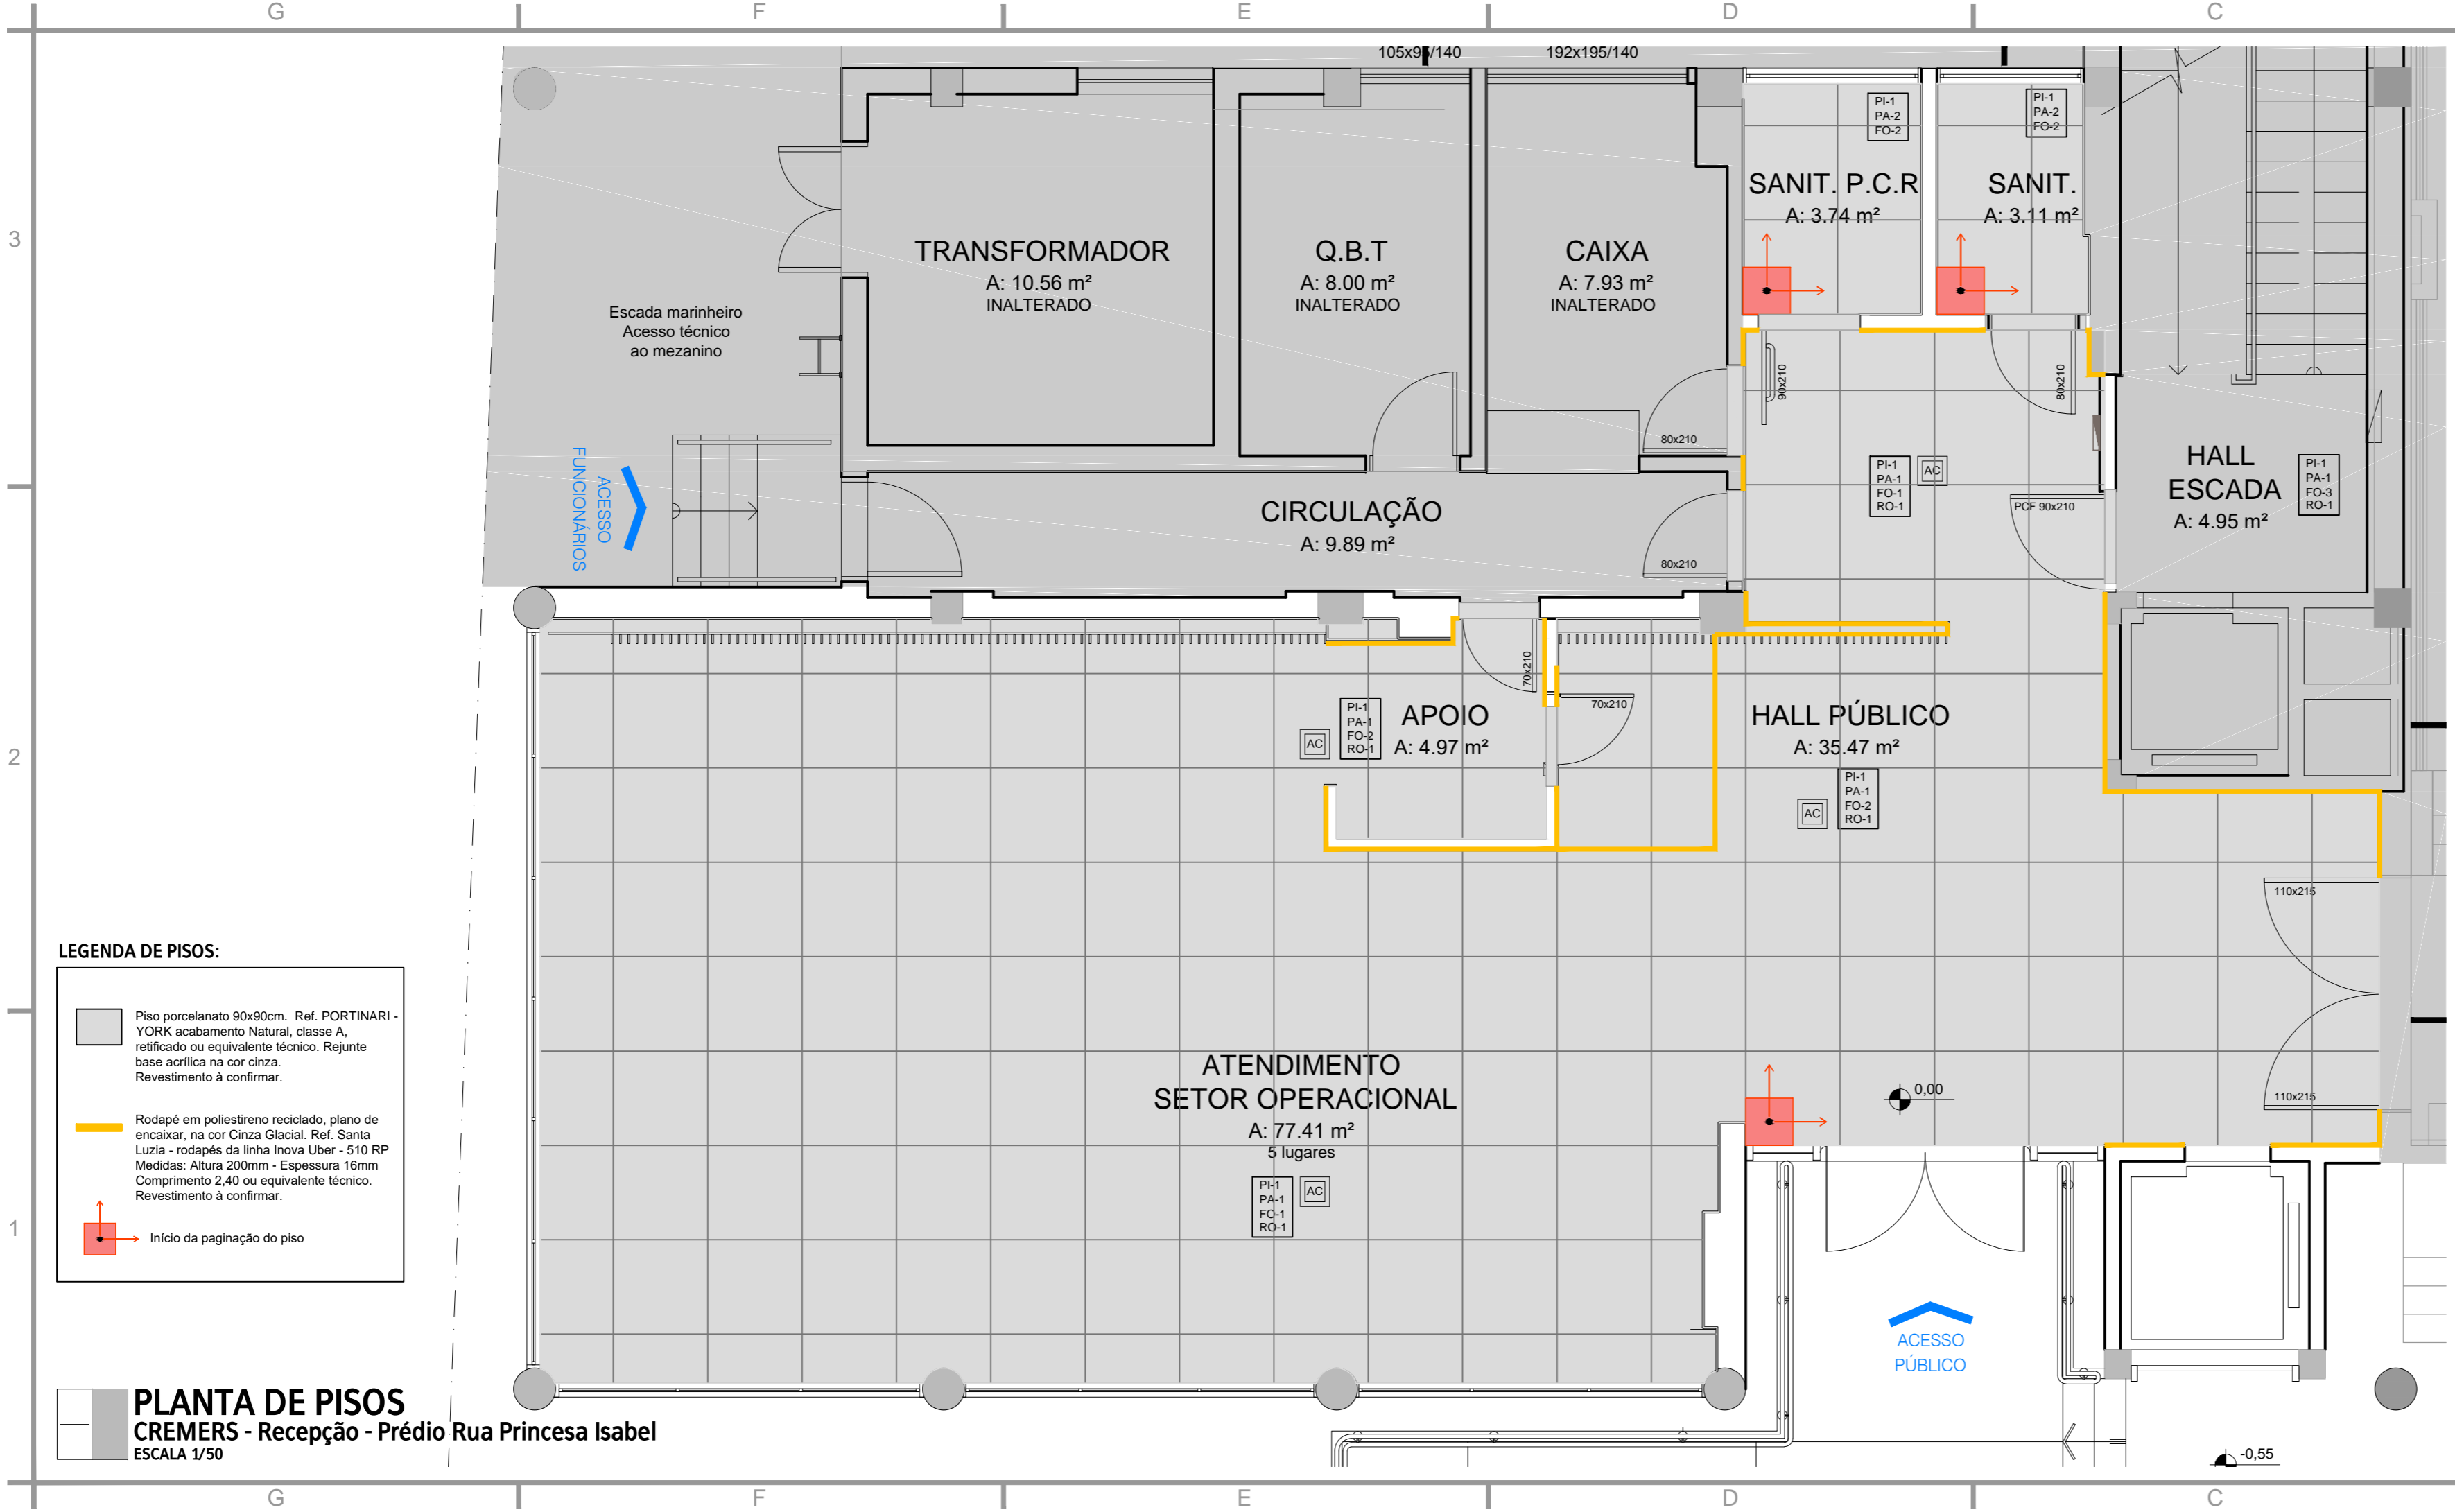 G
F
E
D
C
105x95/140
192x195/140
PI-1
PA-2
FO-2
PI-1
PA-2
FO-2
SANIT. P.C.R
A: 3.74 m²
SANIT.
A: 3.11 m²
3
TRANSFORMADOR
A: 10.56 m²
INALTERADO
Q.B.T
A: 8.00 m²
INALTERADO
CAIXA
A: 7.93 m²
INALTERADO
Escada marinheiro
Acesso técnico
ao mezanino
90x210
80x210
80x210
ACESSO
FUNCIONÁRIOS
PI-1
PA-1
FO-1
RO-1
AC
HALL
ESCADA
A: 4.95 m²
PI-1
PA-1
FO-3
RO-1
PCF 90x210
CIRCULAÇÃO
A: 9.89 m²
80x210
70x210
70x210
PI-1
PA-1
FO-2
RO-1
AC
APOIO
A: 4.97 m²
HALL PÚBLICO
A: 35.47 m²
PI-1
PA-1
FO-2
RO-1
AC
2
110x215
110x215
LEGENDA DE PISOS:
Piso porcelanato 90x90cm. Ref. PORTINARI -
YORK acabamento Natural, classe A,
retificado ou equivalente técnico. Rejunte
base acrílica na cor cinza.
Revestimento à confirmar.
Rodapé em poliestireno reciclado, plano de
encaixar, na cor Cinza Glacial. Ref. Santa
Luzia - rodapés da linha Inova Uber - 510 RP
Medidas: Altura 200mm - Espessura 16mm
Comprimento 2,40 ou equivalente técnico.
Revestimento à confirmar.
Início da paginação do piso
ATENDIMENTO
SETOR OPERACIONAL
A: 77.41 m²
5 lugares
PI-1
PA-1
FO-1
RO-1
AC
0,00
1
ACESSO
PÚBLICO
PLANTA DE PISOS
CREMERS - Recepção - Prédio Rua Princesa Isabel
ESCALA 1/50
-0,55
G
F
E
D
C